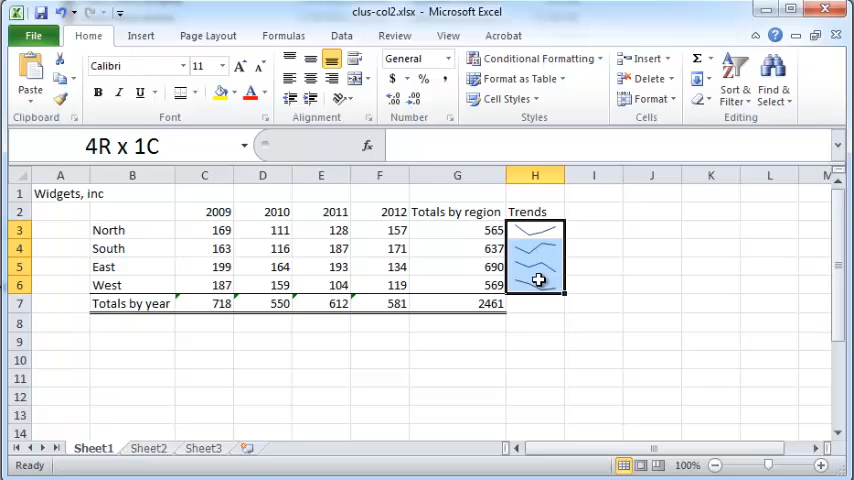 clus-col2.xlsx - Microsoft Excel
File Home Insert Page Layout Formulas Data Review View Acrobat
Paste
Calibri 11
B I U A
General
$ % ,
Conditional Formatting
Format as Table
Cell Styles
Insert
Delete
Format
Σ
Sort & Filter
Find & Select
Clipboard Font Alignment Number Styles Cells Editing
4R x 1C fx
A B C D E F G H I J K L M
1 Widgets, inc
2 2009 2010 2011 2012 Totals by region Trends
3 North 169 111 128 157 565
4 South 163 116 187 171 637
5 East 199 164 193 134 690
6 West 187 159 104 119 569
7 Totals by year 718 550 612 581 2461
8
9
10
11
12
13
14
Sheet1 Sheet2 Sheet3
Ready 100%